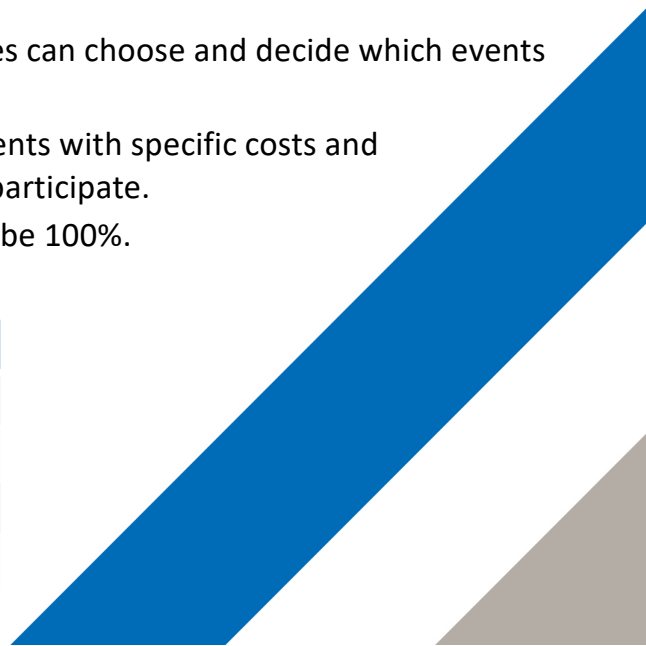 es can choose and decide which events
ents with specific costs and
participate.
be 100%.